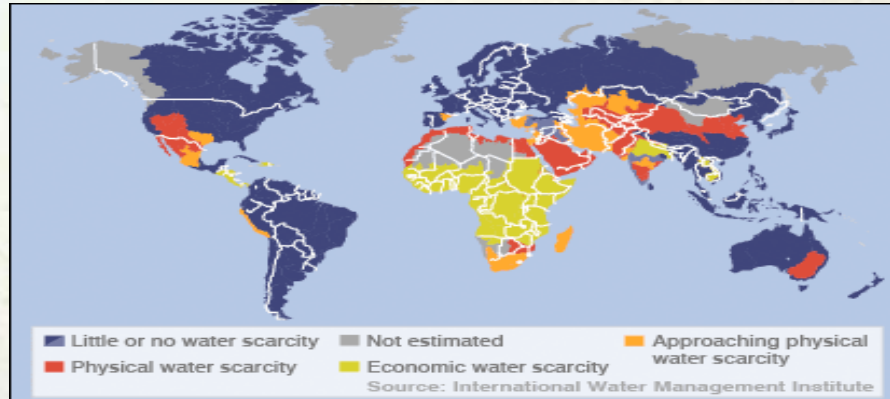 Little or no water scarcity
Not estimated
Approaching physical
water scarcity
Physical water scarcity
Economic water scarcity
Source: International Water Management Institute